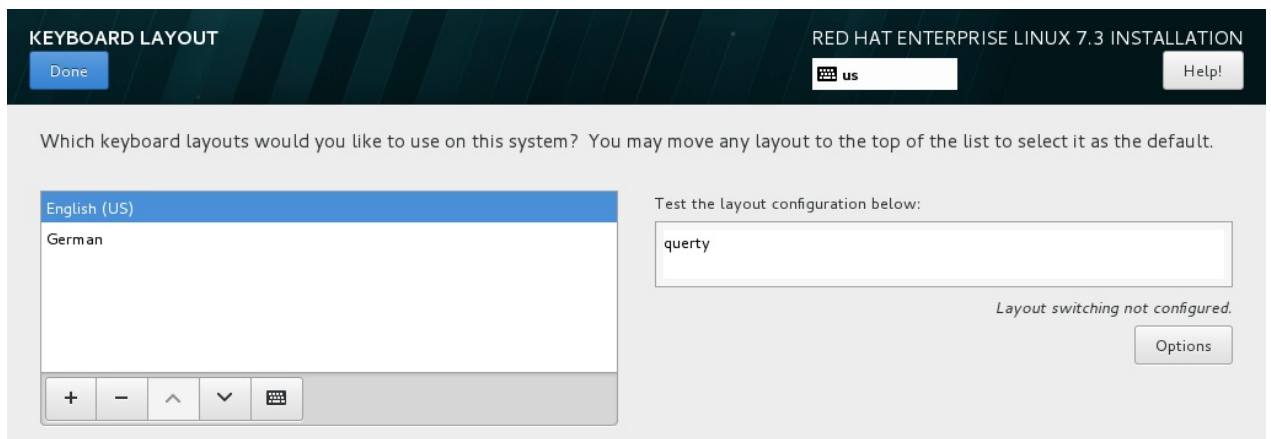 KEYBOARD LAYOUT
RED HAT ENTERPRISE LINUX 7.3 INSTALLATION
Done
us
Help!
Which keyboard layouts would you like to use on this system? You may move any layout to the top of the list to select it as the default.
English (US)
German
Test the layout configuration below:
querty
Layout switching not configured.
Options